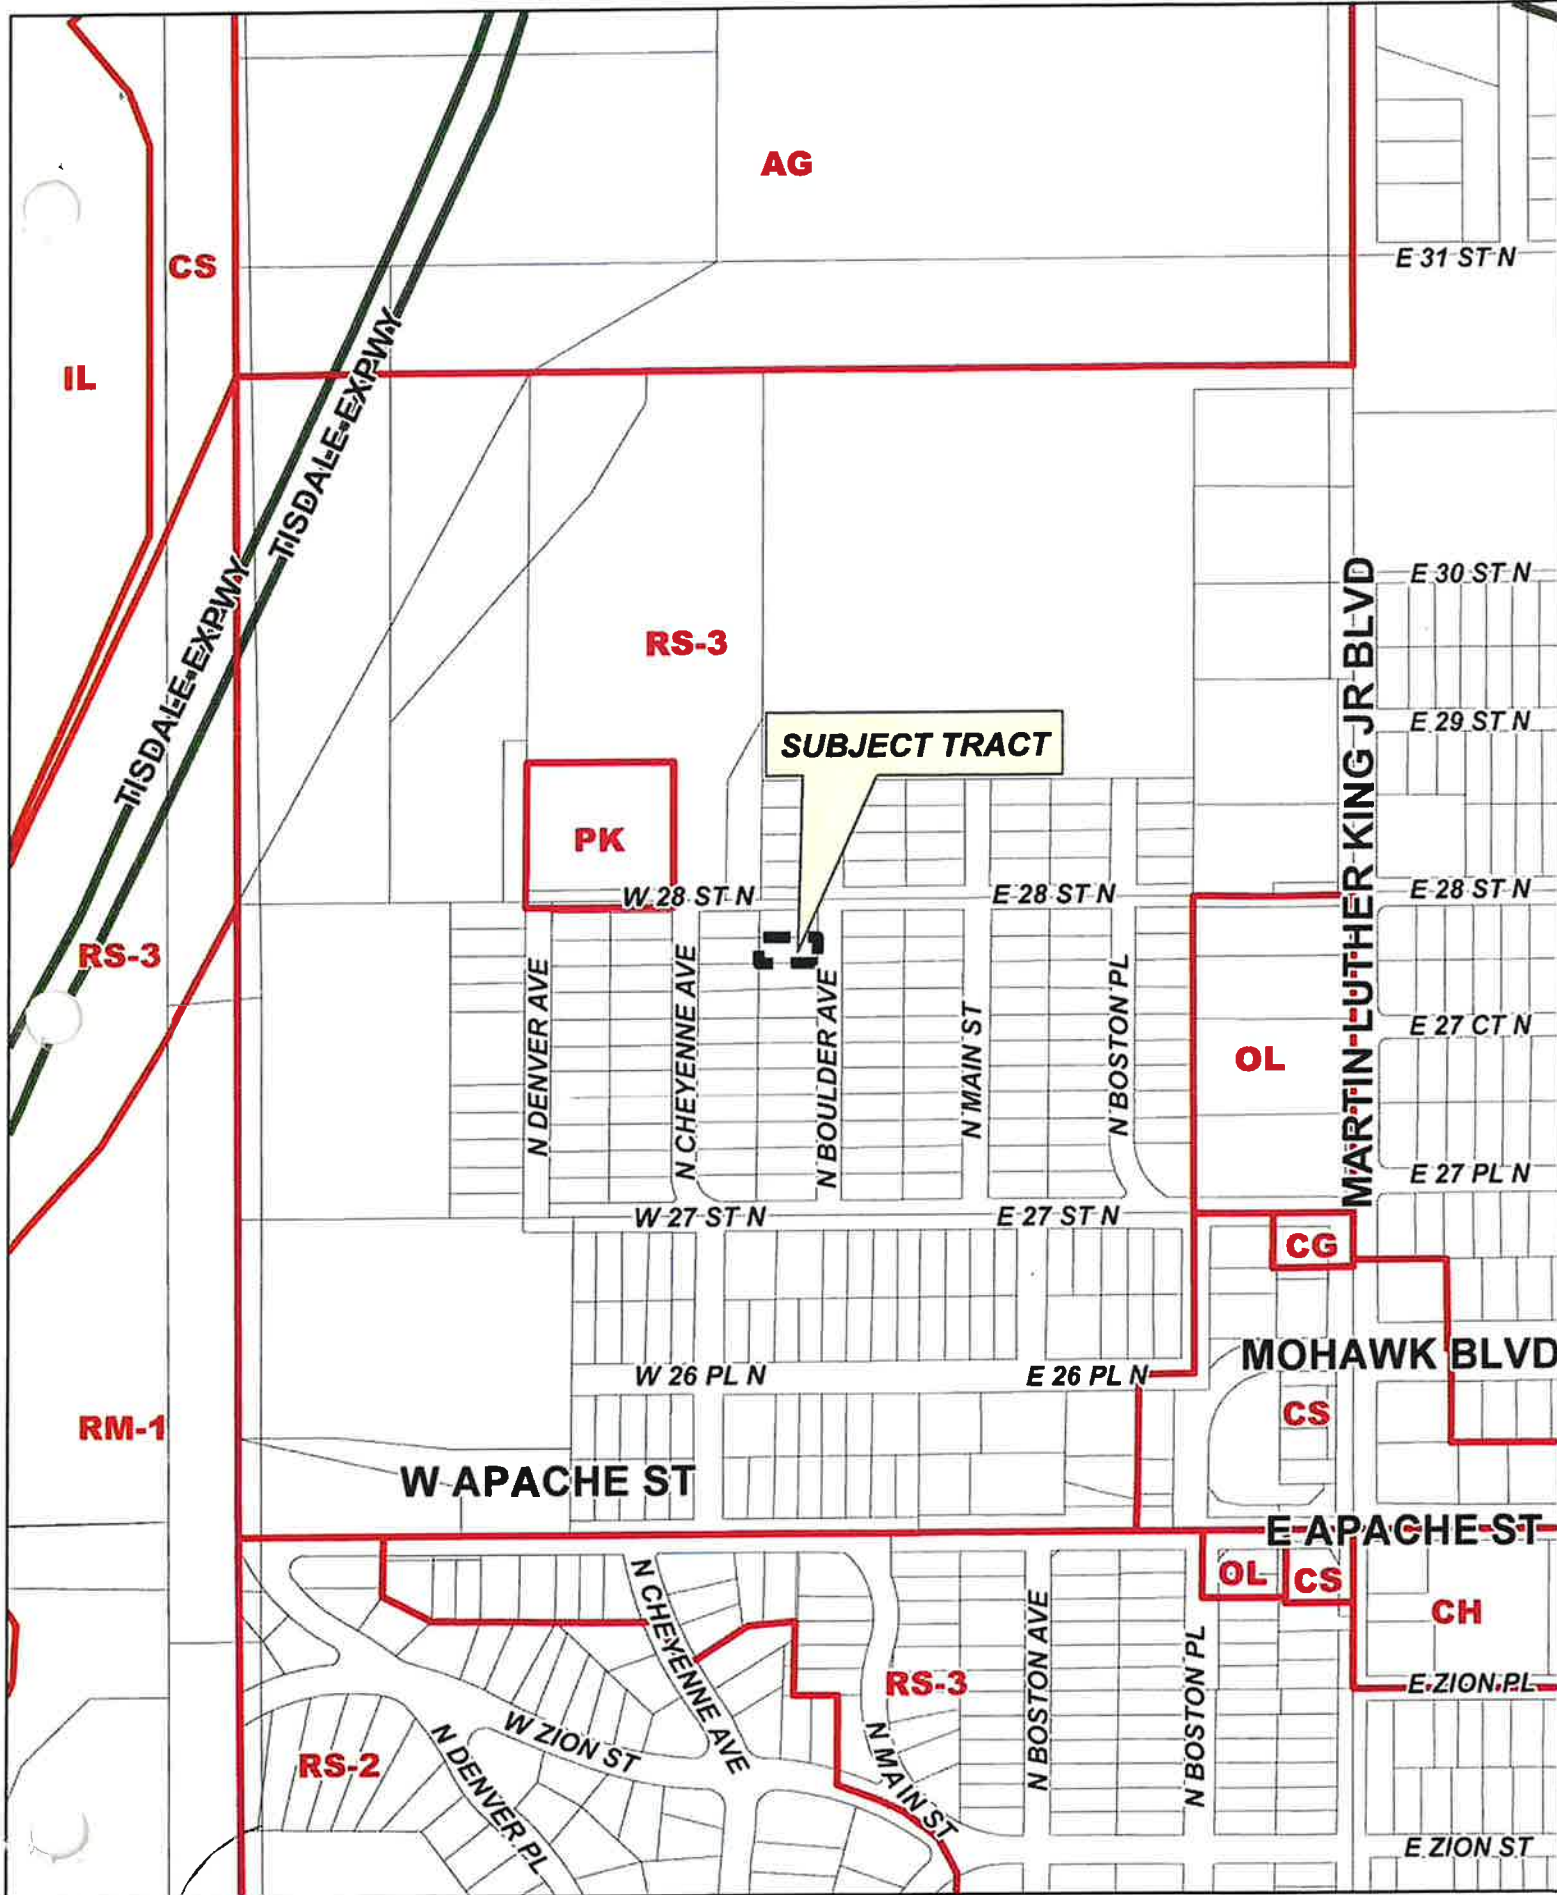 AG
CS
E 31 ST N
IL
TISDALE EXPWY
TISDALE EXPWY
E 30 ST N
RS-3
MARTIN LUTHER KING JR BLVD
E 29 ST N
SUBJECT TRACT
PK
W 28 ST N
E 28 ST N
E 28 ST N
RS-3
N DENVER AVE
N CHEYENNE AVE
N BOULDER AVE
N MAIN ST
N BOSTON PL
OL
E 27 CT N
E 27 PL N
W 27 ST N
E 27 ST N
CG
MOHAWK BLVD
W 26 PL N
E 26 PL N
CS
RM-1
W APACHE ST
E APACHE ST
OL
CS
CH
N CHEYENNE AVE
N BOSTON AVE
N BOSTON PL
RS-3
E ZION PL
W ZION ST
N MAIN ST
RS-2
N DENVER PL
E ZION ST